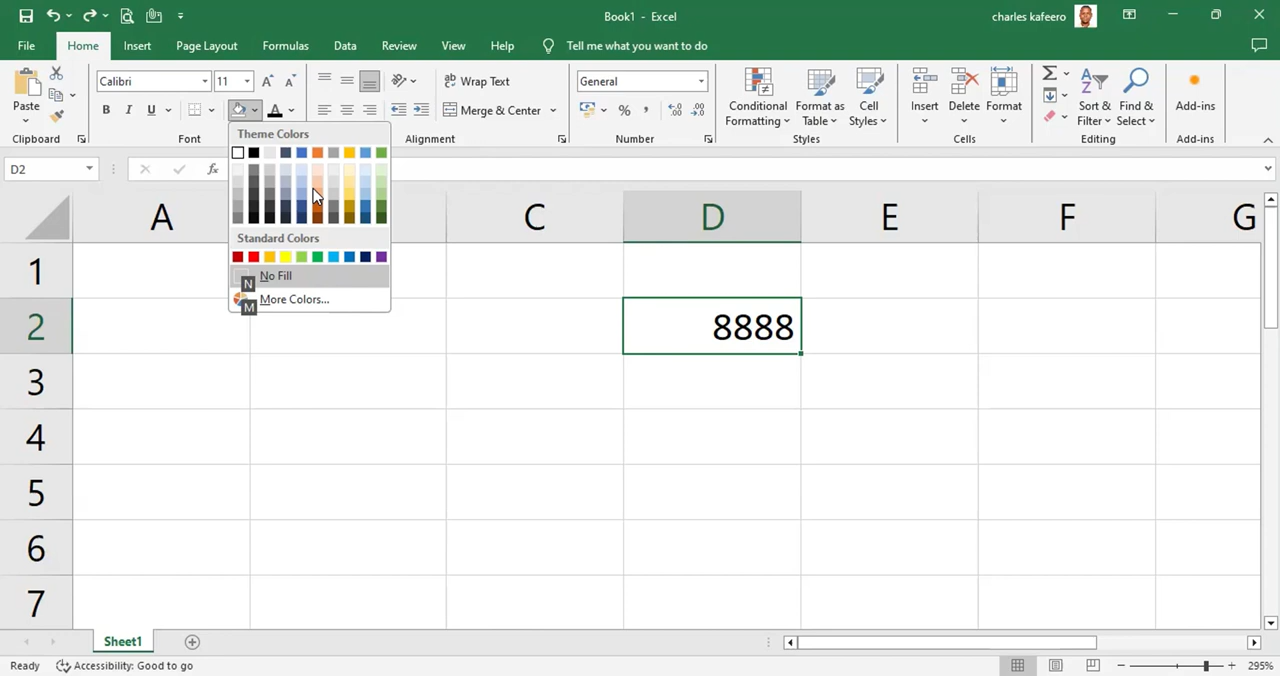 Book1 - Excel
charles kafeero
File Home Insert Page Layout Formulas Data Review View Help Tell me what you want to do
Paste
Calibri 11
B I U A
Wrap Text
Merge & Center
General
% ,
Conditional Formatting
Format as Table
Cell Styles
Insert
Delete
Format
Sort & Filter
Find & Select
Add-ins
Clipboard Font Alignment Number Styles Cells Editing Add-ins
D2
fx
Theme Colors
Standard Colors
No Fill
N
More Colors...
M
A C D E F G
1
2 8888
3
4
5
6
7
Sheet1
Ready Accessibility: Good to go 295%